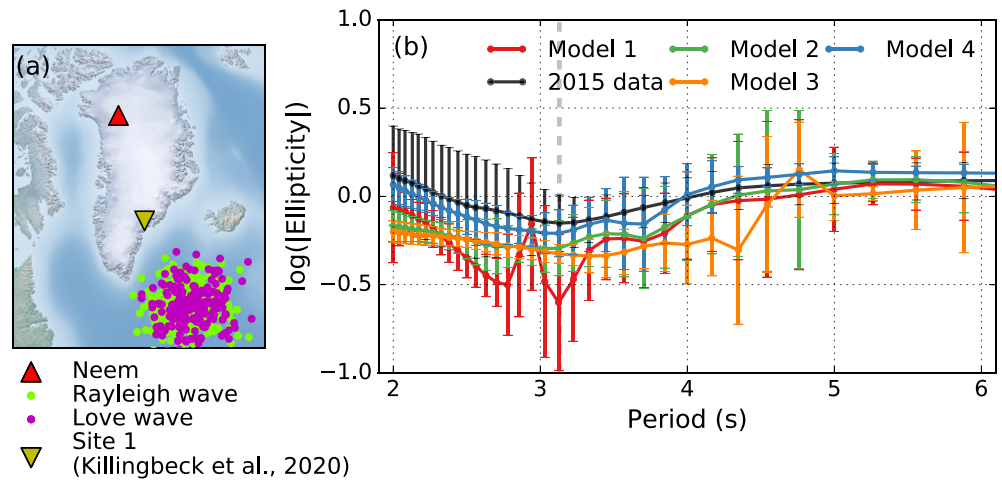 (a)
Neem
Rayleigh wave
Love wave
Site 1
(Killingbeck et al., 2020)
(b)
Model 1
Model 2
Model 4
2015 data
Model 3
log(|Ellipticity|)
1.0
0.5
0.0
−0.5
−1.0
2
3
4
5
6
Period (s)